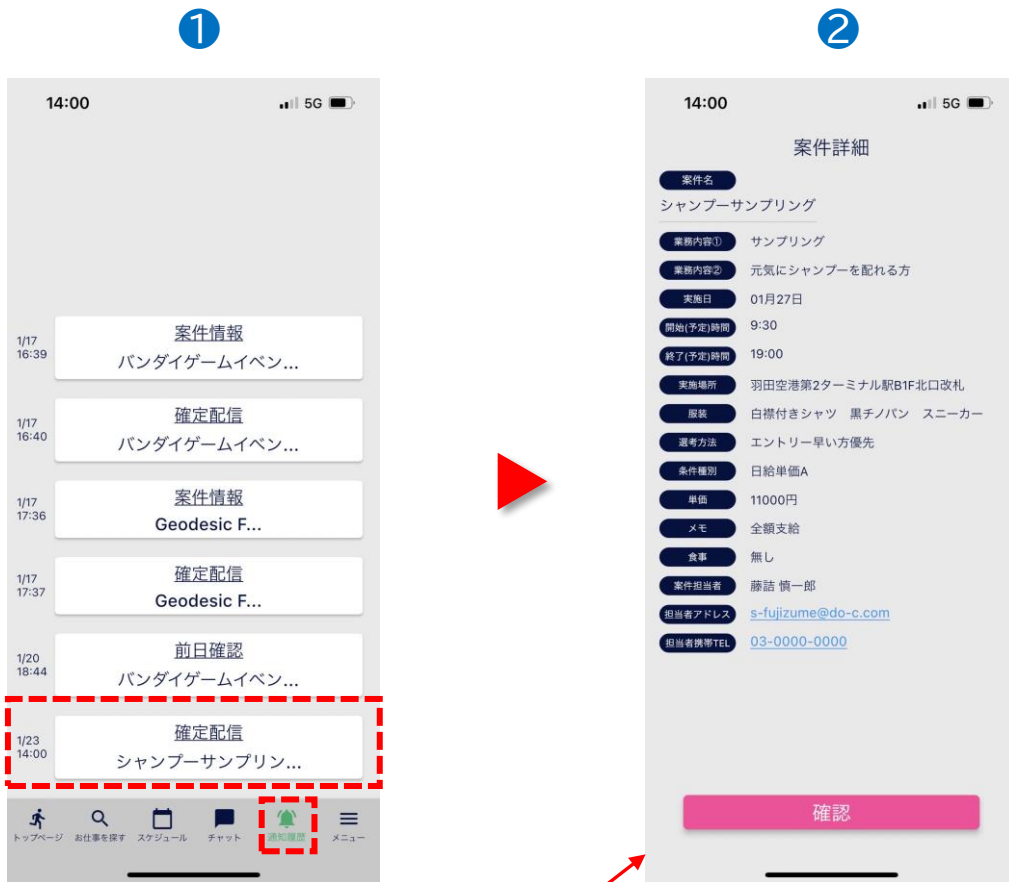 ❶
14:00
5G
1/17
16:39
案件情報
バンダイゲームイベン...
1/17
16:40
確定配信
バンダイゲームイベン...
1/17
17:36
案件情報
Geodesic F...
1/17
17:37
確定配信
Geodesic F...
1/20
18:44
前日確認
バンダイゲームイベン...
1/23
14:00
確定配信
シャンプーサンプリン...
トップページ お仕事を探す スケジュール チャット 通知履歴 メニュー
❷
14:00
5G
案件詳細
案件名
シャンプーサンプリング
業務内容① サンプリング
業務内容② 元気にシャンプーを配れる方
実施日 01月27日
開始(予定)時間 9:30
終了(予定)時間 19:00
実施場所 羽田空港第2ターミナル駅B1F北口改札
服装 白襟付きシャツ 黒チノパン スニーカー
選考方法 エントリー早い方優先
条件種別 日給単価A
単価 11000円
メモ 全額支給
食事 無し
案件担当者 藤詰 慎一郎
担当者アドレス s-fujizume@do-c.com
担当者携帯TEL 03-0000-0000
確認